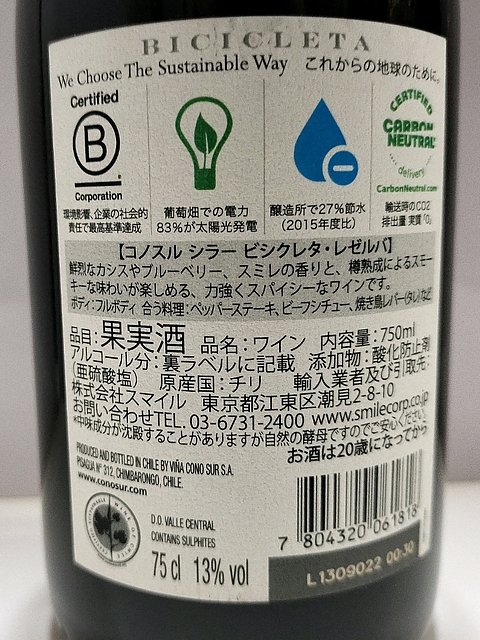 BICICLETA
We Choose The Sustainable Way これからの地球のために。
Certified
B
Corporation
環境影響、企業の社会的
責任で最高基準達成
葡萄畑での電力
83%が太陽光発電
醸造所で27%節水
(2015年度比)
CERTIFIED
CARBON
NEUTRAL
delivery
CarbonNeutral.com
輸送時のCO2
排出量 実質「0」
【コノスル シラー ビシクレタ・レゼルバ】
鮮烈なカシスやブルーベリー、スミレの香りと、樽熟成によるスモー
キーな味わいが楽しめる、力強くスパイシーなワインです。
ボディ:フルボディ 合う料理:ペッパーステーキ、ビーフシチュー、焼き鳥レバー(タレ)など
品目:果実酒 品名:ワイン 内容量:750ml
アルコール分:裏ラベルに記載 添加物:酸化防止剤
(亜硫酸塩) 原産国:チリ 輸入業者及び引取先:
株式会社スマイル 東京都江東区潮見2-8-10
お問い合わせTEL. 03-6731-2400 www.smilecorp.co.jp
*中味成分が沈殿することがありますが自然の酵母ですのでご安心ください。
お酒は20歳になってから
PRODUCED AND BOTTLED IN CHILE BY VIÑA CONO SUR S.A.
PISAGUA N° 312, CHIMBARONGO, CHILE.
www.conosur.com
D.O. VALLE CENTRAL
CONTAINS SULPHITES
75 cl 13% vol
7 804320 061818
L1309022 00:30